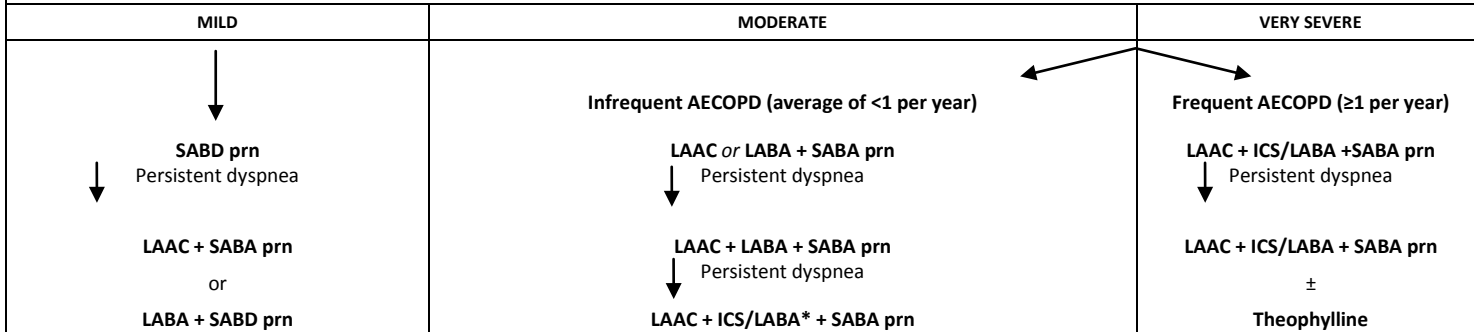 MILD
MODERATE
VERY SEVERE
SABD prn
Persistent dyspnea
LAAC + SABA prn
or
LABA + SABD prn
Infrequent AECOPD (average of <1 per year)
LAAC or LABA + SABA prn
Persistent dyspnea
LAAC + LABA + SABA prn
Persistent dyspnea
LAAC + ICS/LABA* + SABA prn
Frequent AECOPD (≥1 per year)
LAAC + ICS/LABA +SABA prn
Persistent dyspnea
LAAC + ICS/LABA + SABA prn
±
Theophylline